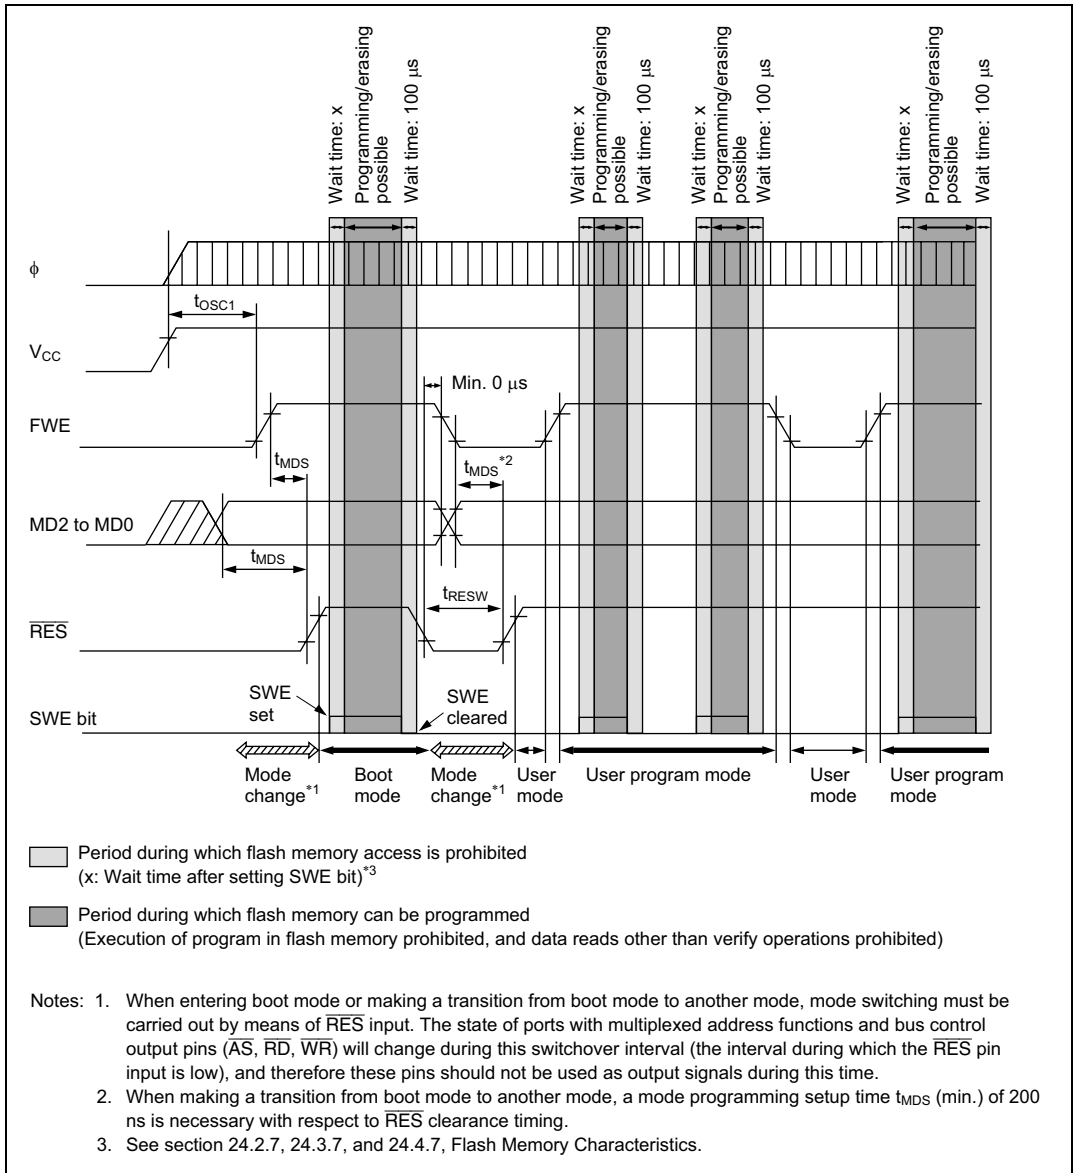 Wait time: x
Programming/erasing
possible
Wait time: 100 μs
Wait time: x
Programming/erasing
possible
Wait time: 100 μs
Wait time: x
Programming/erasing
possible
Wait time: 100 μs
Wait time: x
Programming/erasing
possible
Wait time: 100 μs
ϕ
tOSC1
VCC
Min. 0 μs
FWE
tMDS
tMDS*2
MD2 to MD0
tMDS
tRESW
RES
SWE
set
SWE
cleared
SWE bit
Mode
change*1
Boot
mode
Mode
change*1
User
mode
User program mode
User
mode
User program
mode
Period during which flash memory access is prohibited
(x: Wait time after setting SWE bit)*3
Period during which flash memory can be programmed
(Execution of program in flash memory prohibited, and data reads other than verify operations prohibited)
Notes: 1. When entering boot mode or making a transition from boot mode to another mode, mode switching must be
carried out by means of RES input. The state of ports with multiplexed address functions and bus control
output pins (AS, RD, WR) will change during this switchover interval (the interval during which the RES pin
input is low), and therefore these pins should not be used as output signals during this time.
2. When making a transition from boot mode to another mode, a mode programming setup time tMDS (min.) of 200
ns is necessary with respect to RES clearance timing.
3. See section 24.2.7, 24.3.7, and 24.4.7, Flash Memory Characteristics.